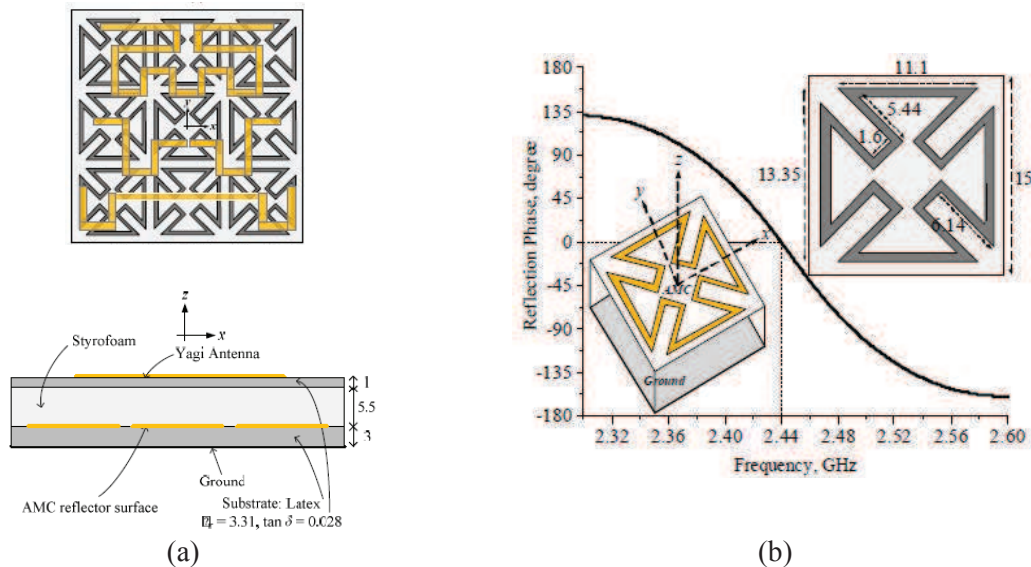 y
x
z
x
Styrofoam
Yagi Antenna
1
5.5
3
Ground
AMC reflector surface
Substrate: Latex
= 3.31, tan δ = 0.028
(a)
Reflection Phase, degree
180
135
90
45
0
-45
-90
-135
-180
2.32
2.36
2.40
2.44
2.48
2.52
2.56
2.60
Frequency, GHz
11.1
5.44
1.6
13.35
15
6.14
z
y
x
AMC
Ground
(b)